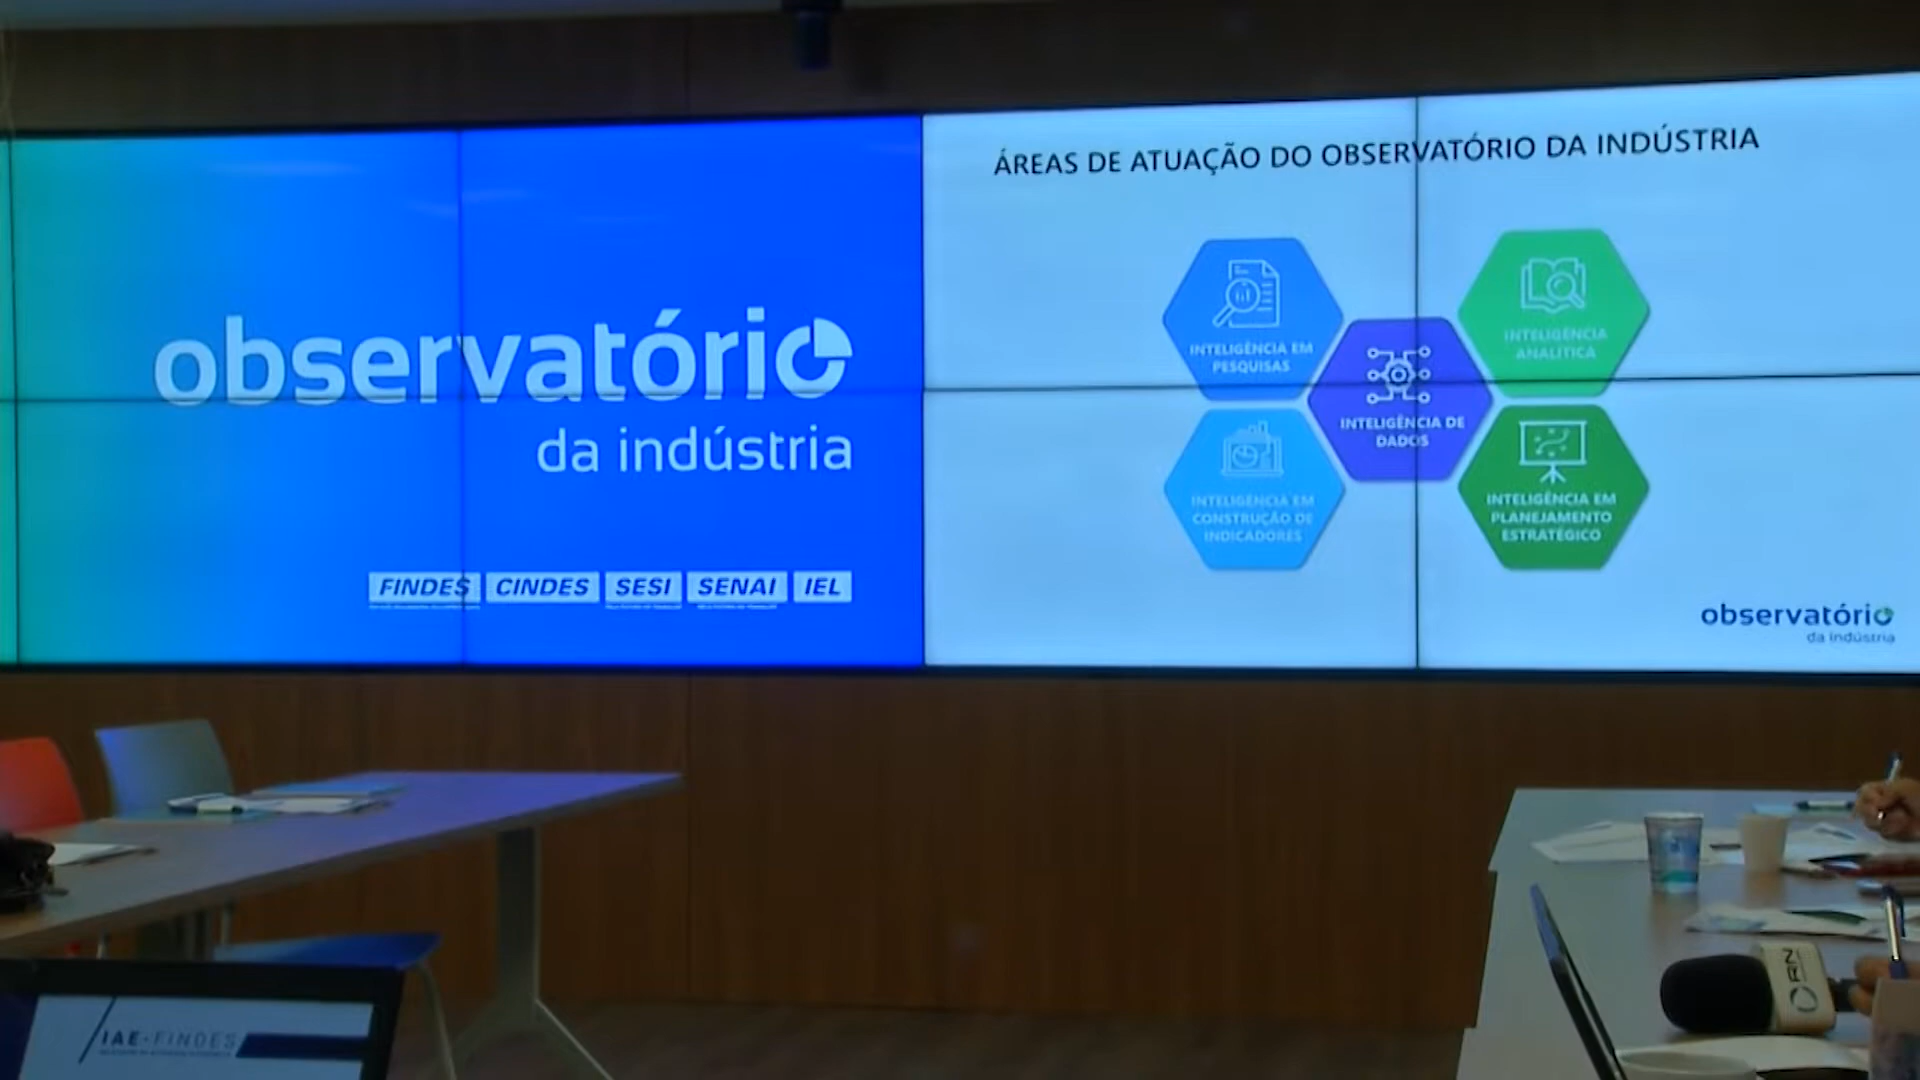 observatório
da indústria
FINDES CINDES SESI SENAI IEL
ÁREAS DE ATUAÇÃO DO OBSERVATÓRIO DA INDÚSTRIA
INTELIGÊNCIA EM
PESQUISAS
INTELIGÊNCIA
ANALÍTICA
INTELIGÊNCIA DE
DADOS
INTELIGÊNCIA EM
CONSTRUÇÃO DE
INDICADORES
INTELIGÊNCIA EM
PLANEJAMENTO
ESTRATÉGICO
observatório
da indústria
IAE-FINDES
RN